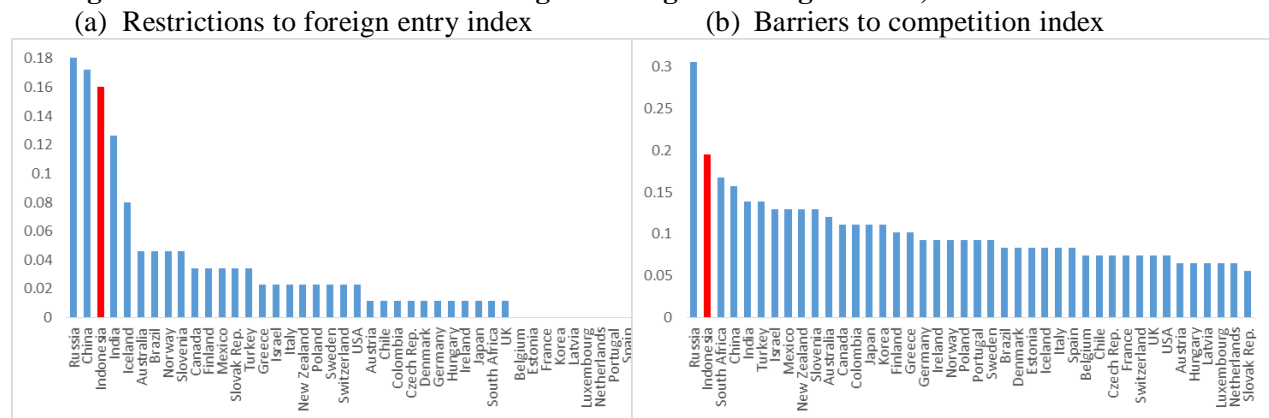 (a) Restrictions to foreign entry index
(b) Barriers to competition index
0.18
0.16
0.14
0.12
0.1
0.08
0.06
0.04
0.02
0
Russia
China
Indonesia
India
Iceland
Australia
Brazil
Norway
Slovenia
Canada
Finland
Mexico
Slovak Rep.
Turkey
Greece
Israel
Italy
New Zealand
Poland
Sweden
Switzerland
USA
Austria
Chile
Colombia
Czech Rep.
Denmark
Germany
Hungary
Ireland
Japan
South Africa
UK
Belgium
Estonia
France
Korea
Latvia
Luxembourg
Netherlands
Portugal
Spain
0.3
0.25
0.2
0.15
0.1
0.05
0
Russia
Indonesia
South Africa
China
India
Turkey
Israel
Mexico
New Zealand
Slovenia
Australia
Canada
Colombia
Japan
Korea
Finland
Greece
Germany
Ireland
Norway
Poland
Portugal
Sweden
Brazil
Denmark
Estonia
Iceland
Italy
Spain
Belgium
Chile
Czech Rep.
France
Switzerland
UK
USA
Austria
Hungary
Latvia
Luxembourg
Netherlands
Slovak Rep.